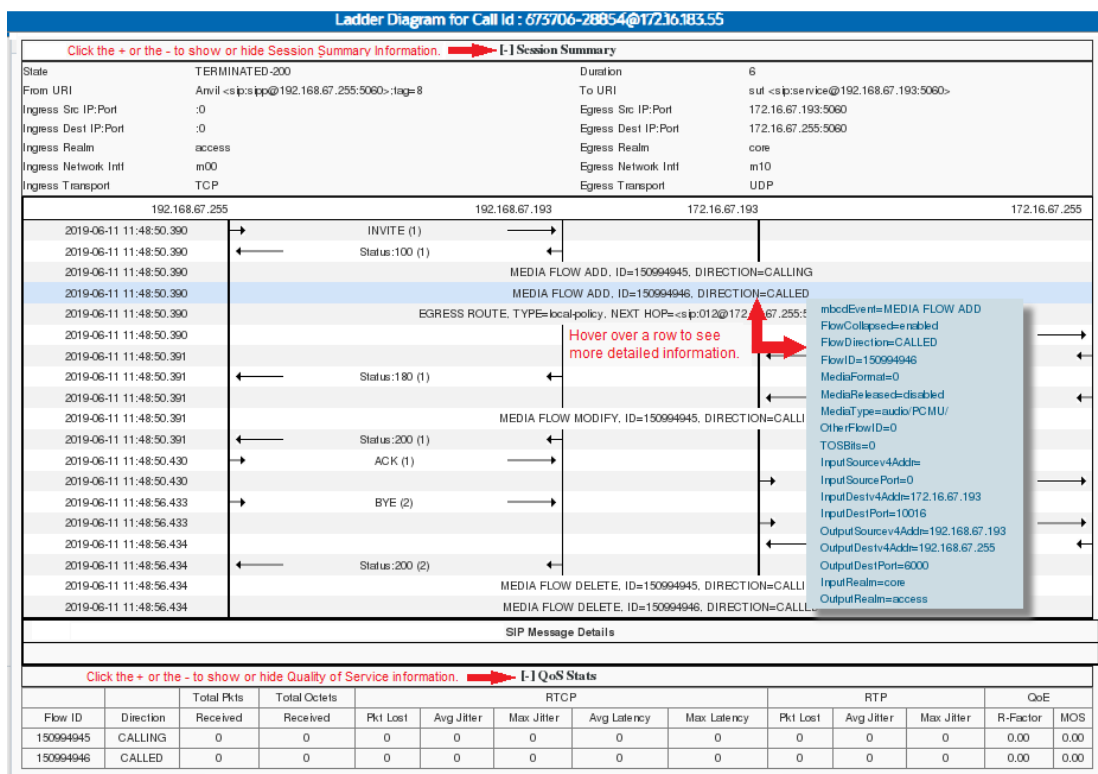 Ladder Diagram for Call Id : 673706-28854@172.16.183.55
Click the + or the - to show or hide Session Summary Information. [-] Session Summary
State TERMINATED-200 Duration 6
From URI Anvil <sip:sipp@192.168.67.255:5060>;tag=8 To URI sut <sip:service@192.168.67.193:5060>
Ingress Src IP:Port :0 Egress Src IP:Port 172.16.67.193:5060
Ingress Dest IP:Port :0 Egress Dest IP:Port 172.16.67.255:5060
Ingress Realm access Egress Realm core
Ingress Network Intf m00 Egress Network Intf m10
Ingress Transport TCP Egress Transport UDP
192.168.67.255 192.168.67.193 172.16.67.193 172.16.67.255
2019-06-11 11:48:50.390 INVITE (1)
2019-06-11 11:48:50.390 Status:100 (1)
2019-06-11 11:48:50.390 MEDIA FLOW ADD, ID=150994945, DIRECTION=CALLING
2019-06-11 11:48:50.390 MEDIA FLOW ADD, ID=150994946, DIRECTION=CALLED
2019-06-11 11:48:50.390 EGRESS ROUTE, TYPE=local-policy, NEXT HOP=<sip:012@172. 67.255:5
2019-06-11 11:48:50.390
2019-06-11 11:48:50.391
2019-06-11 11:48:50.391 Status:180 (1)
2019-06-11 11:48:50.391
2019-06-11 11:48:50.391 MEDIA FLOW MODIFY, ID=150994945, DIRECTION=CALLI
2019-06-11 11:48:50.391 Status:200 (1)
2019-06-11 11:48:50.430 ACK (1)
2019-06-11 11:48:50.430
2019-06-11 11:48:56.433 BYE (2)
2019-06-11 11:48:56.433
2019-06-11 11:48:56.434
2019-06-11 11:48:56.434 Status:200 (2)
2019-06-11 11:48:56.434 MEDIA FLOW DELETE, ID=150994945, DIRECTION=CALLI
2019-06-11 11:48:56.434 MEDIA FLOW DELETE, ID=150994946, DIRECTION=CALLE
Hover over a row to see
more detailed information.
mbcdEvent=MEDIA FLOW ADD
FlowCollapsed=enabled
FlowDirection=CALLED
FlowID=150994946
MediaFormat=0
MediaReleased=disabled
MediaType=audio/PCMU/
OtherFlowID=0
TOSBits=0
InputSourcev4Addr=
InputSourcePort=0
InputDestv4Addr=172.16.67.193
InputDestPort=10016
OutputSourcev4Addr=192.168.67.193
OutputDestv4Addr=192.168.67.255
OutputDestPort=6000
InputRealm=core
OutputRealm=access
SIP Message Details
Click the + or the - to show or hide Quality of Service information. [-] QoS Stats
Total Pkts Total Octets RTCP RTP QoE
Flow ID Direction Received Received Pkt Lost Avg Jitter Max Jitter Avg Latency Max Latency Pkt Lost Avg Jitter Max Jitter R-Factor MOS
150994945 CALLING 0 0 0 0 0 0 0 0 0 0 0.00 0.00
150994946 CALLED 0 0 0 0 0 0 0 0 0 0 0.00 0.00